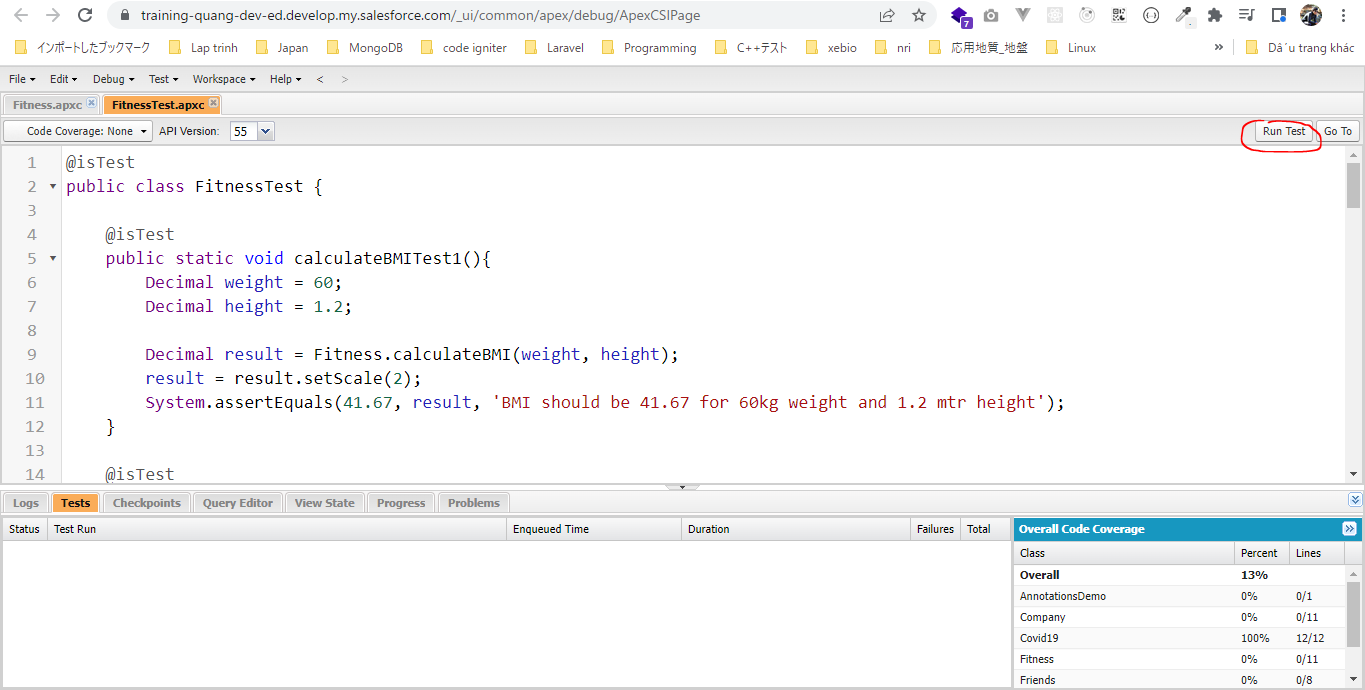 training-quang-dev-ed.develop.my.salesforce.com/_ui/common/apex/debug/ApexCSIPage
7
インポートしたブックマーク Lap trinh Japan MongoDB code igniter Laravel Programming C++テスト xebio nri 応用地質_地盤 Linux » Dấu trang khác
File Edit Debug Test Workspace Help < >
Fitness.apxc FitnessTest.apxc
Code Coverage: None API Version: 55 Run Test Go To
1 @isTest
2 public class FitnessTest {
3
4 @isTest
5 public static void calculateBMITest1(){
6 Decimal weight = 60;
7 Decimal height = 1.2;
8
9 Decimal result = Fitness.calculateBMI(weight, height);
10 result = result.setScale(2);
11 System.assertEquals(41.67, result, 'BMI should be 41.67 for 60kg weight and 1.2 mtr height');
12 }
13
14 @isTest
Logs Tests Checkpoints Query Editor View State Progress Problems
Status Test Run Enqueued Time Duration Failures Total
Overall Code Coverage
Class Percent Lines
Overall 13%
AnnotationsDemo 0% 0/1
Company 0% 0/11
Covid19 100% 12/12
Fitness 0% 0/11
Friends 0% 0/8